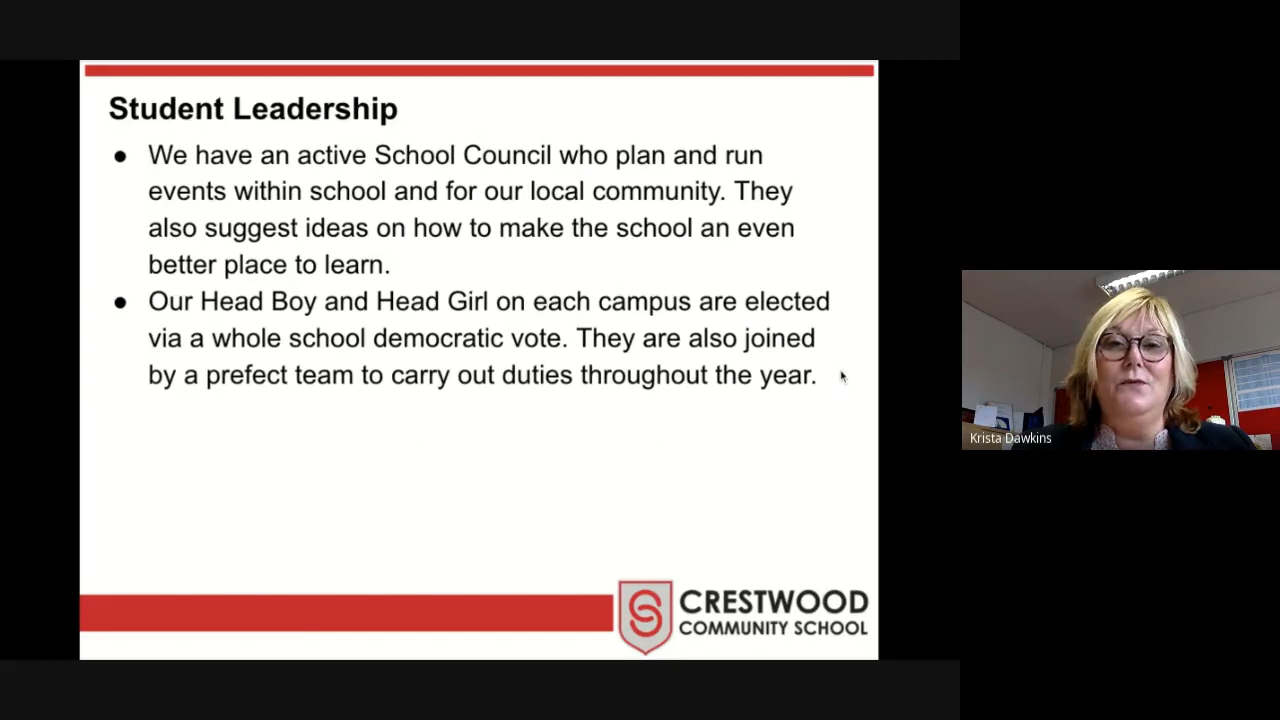 Student Leadership
● We have an active School Council who plan and run
events within school and for our local community. They
also suggest ideas on how to make the school an even
better place to learn.
● Our Head Boy and Head Girl on each campus are elected
via a whole school democratic vote. They are also joined
by a prefect team to carry out duties throughout the year.
CRESTWOOD
COMMUNITY SCHOOL
Krista Dawkins